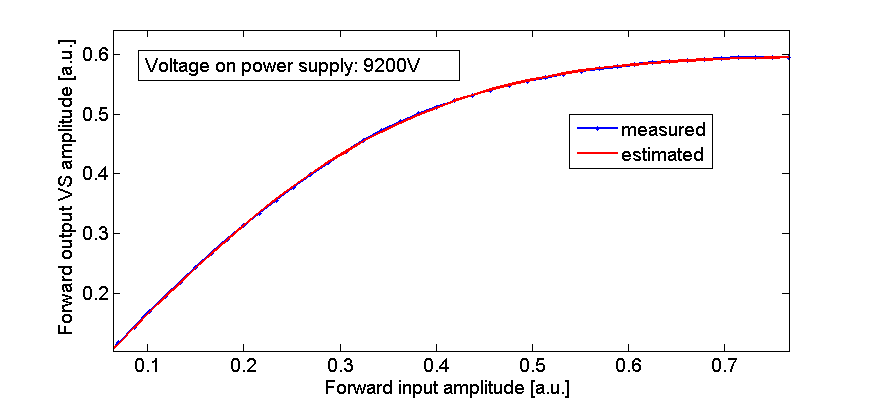 Voltage on power supply: 9200V
measured
estimated
Forward output VS amplitude [a.u.]
0.6
0.5
0.4
0.3
0.2
0.1
0.2
0.3
0.4
0.5
0.6
0.7
Forward input amplitude [a.u.]